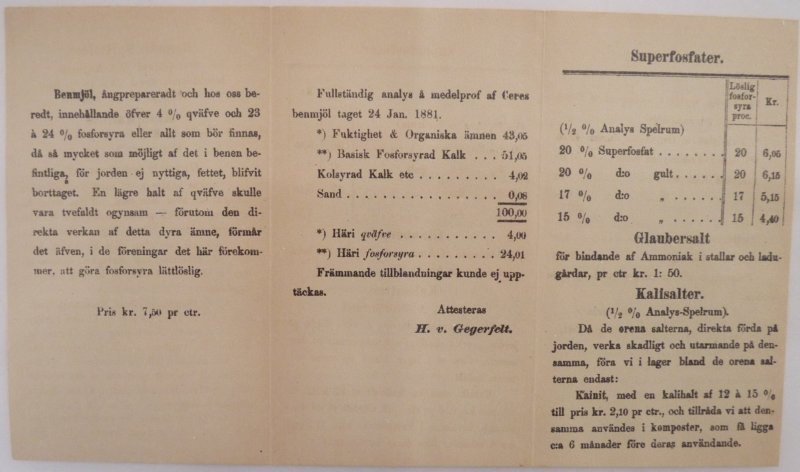 Benmjöl, ångprepareradt och hos oss be-
redt, innehållande öfver 4 % qväfve och 23
à 24 % fosforsyra eller allt som bör finnas,
då så mycket som möjligt af det i benen be-
fintliga, för jorden ej nyttiga, fettet, blifvit
borttaget. En lägre halt af qväfve skulle
vara tvefaldt ogynsam — förutom den di-
rekta verkan af detta dyra ämne, förmår
det äfven, i de föreningar det här förekom-
mer, att göra fosforsyra lättlöslig.
Pris kr. 7,50 pr ctr.
Fullständig analys å medelprof af Ceres
benmjöl taget 24 Jan. 1881.
*) Fuktighet & Organiska ämnen 43,05
**) Basisk Fosforsyrad Kalk . . . 51,05
Kolsyrad Kalk etc . . . . . . . . . 4,02
Sand . . . . . . . . . . . . . . . . 0,08
100,00
*) Häri qväfve . . . . . . . . . . . 4,00
**) Häri fosforsyra . . . . . . . . . 24,01
Främmande tillblandningar kunde ej upp-
täckas.
Attesteras
H. v. Gegerfelt.
Superfosfater.
Löslig fosfor- syra proc. Kr.
(1/2 % Analys Spelrum)
20 % Superfosfat . . . . . . . . 20 6,05
20 % d:o gult . . . . . . 20 6,15
17 % d:o „ . . . . . . 17 5,15
15 % d:o „ . . . . . . 15 4,40
Glaubersalt
för bindande af Ammoniak i stallar och ladu-
gårdar, pr ctr kr. 1: 50.
Kalisalter.
(1/2 % Analys-Spelrum).
Då de orena salterna, direkta förda på
jorden, verka skadligt och utarmande på den-
samma, föra vi i lager bland de orena sal-
terna endast:
Kainit, med en kalihalt af 12 à 15 %
till pris kr. 2,10 pr ctr., och tillråda vi att den-
samma användes i komposter, som få ligga
c:a 6 månader före deras användande.